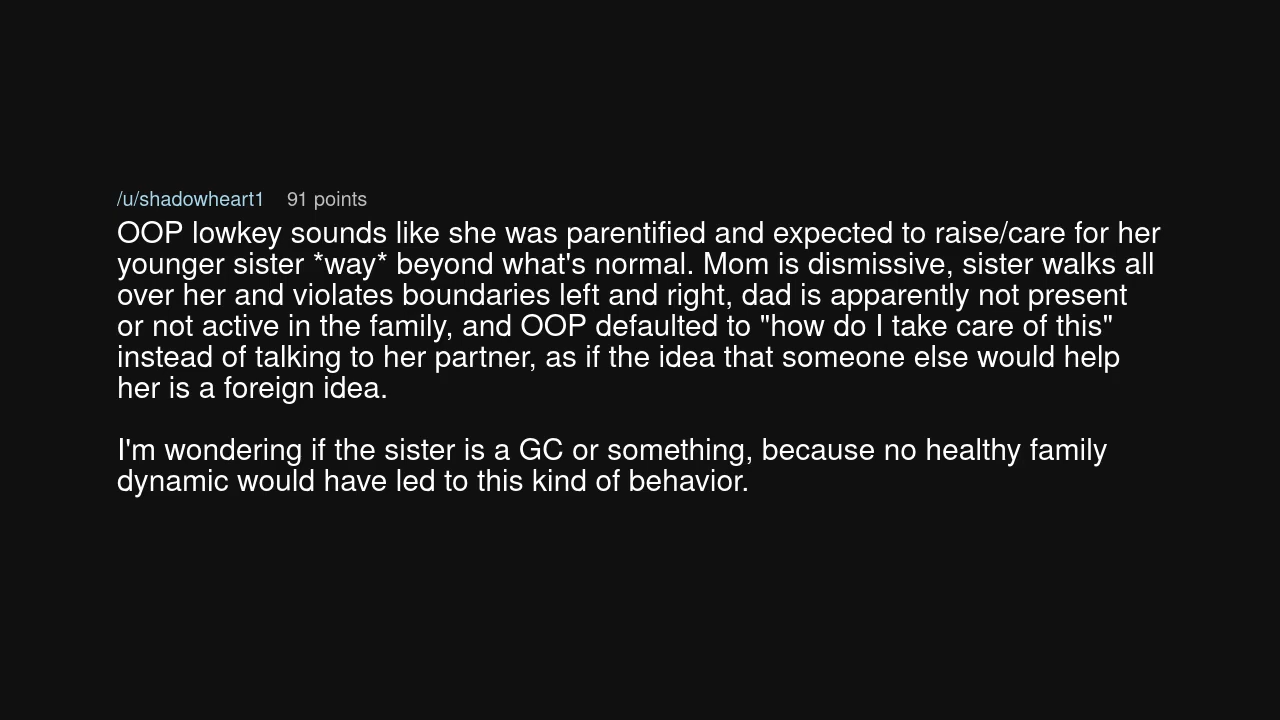 /u/shadowheart1 91 points
OOP lowkey sounds like she was parentified and expected to raise/care for her
younger sister *way* beyond what's normal. Mom is dismissive, sister walks all
over her and violates boundaries left and right, dad is apparently not present
or not active in the family, and OOP defaulted to "how do I take care of this"
instead of talking to her partner, as if the idea that someone else would help
her is a foreign idea.
I'm wondering if the sister is a GC or something, because no healthy family
dynamic would have led to this kind of behavior.